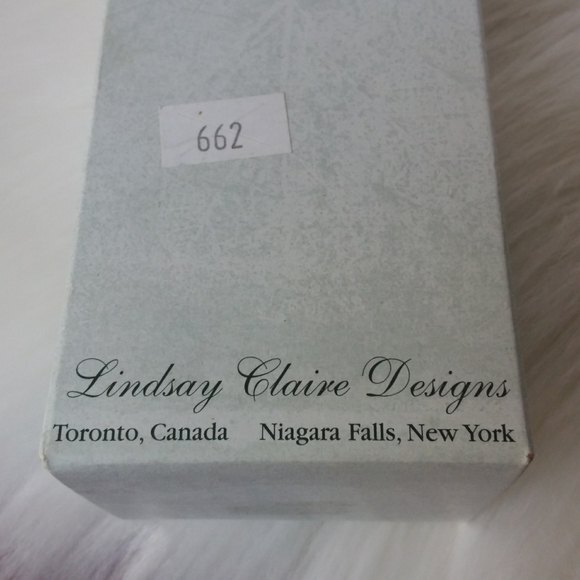 662
Lindsay Claire Designs
Toronto, Canada Niagara Falls, New York